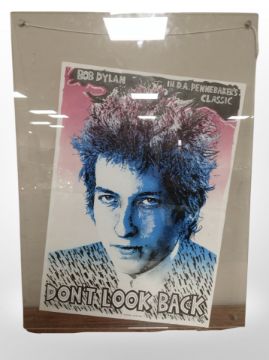 BOB DYLAN IN D.A. PENNEBAKER'S
CLASSIC
DON'T LOOK BACK